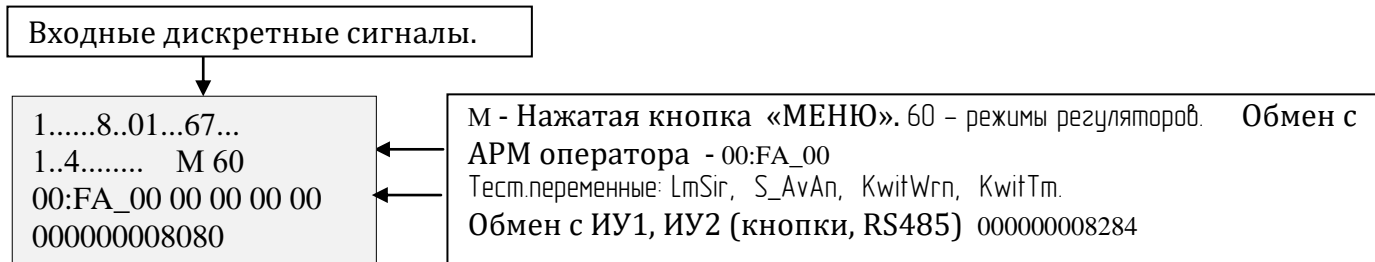 Входные дискретные сигналы.
1......8..01...67...
1..4........ М 60
00:FA_00 00 00 00 00
000000008080
М - Нажатая кнопка «МЕНЮ». 60 – режимы регуляторов. Обмен с
АРМ оператора - 00:FA_00
Тест.переменные: LmSir, S_AvAn, KwitWrn, KwitTm.
Обмен с ИУ1, ИУ2 (кнопки, RS485) 000000008284